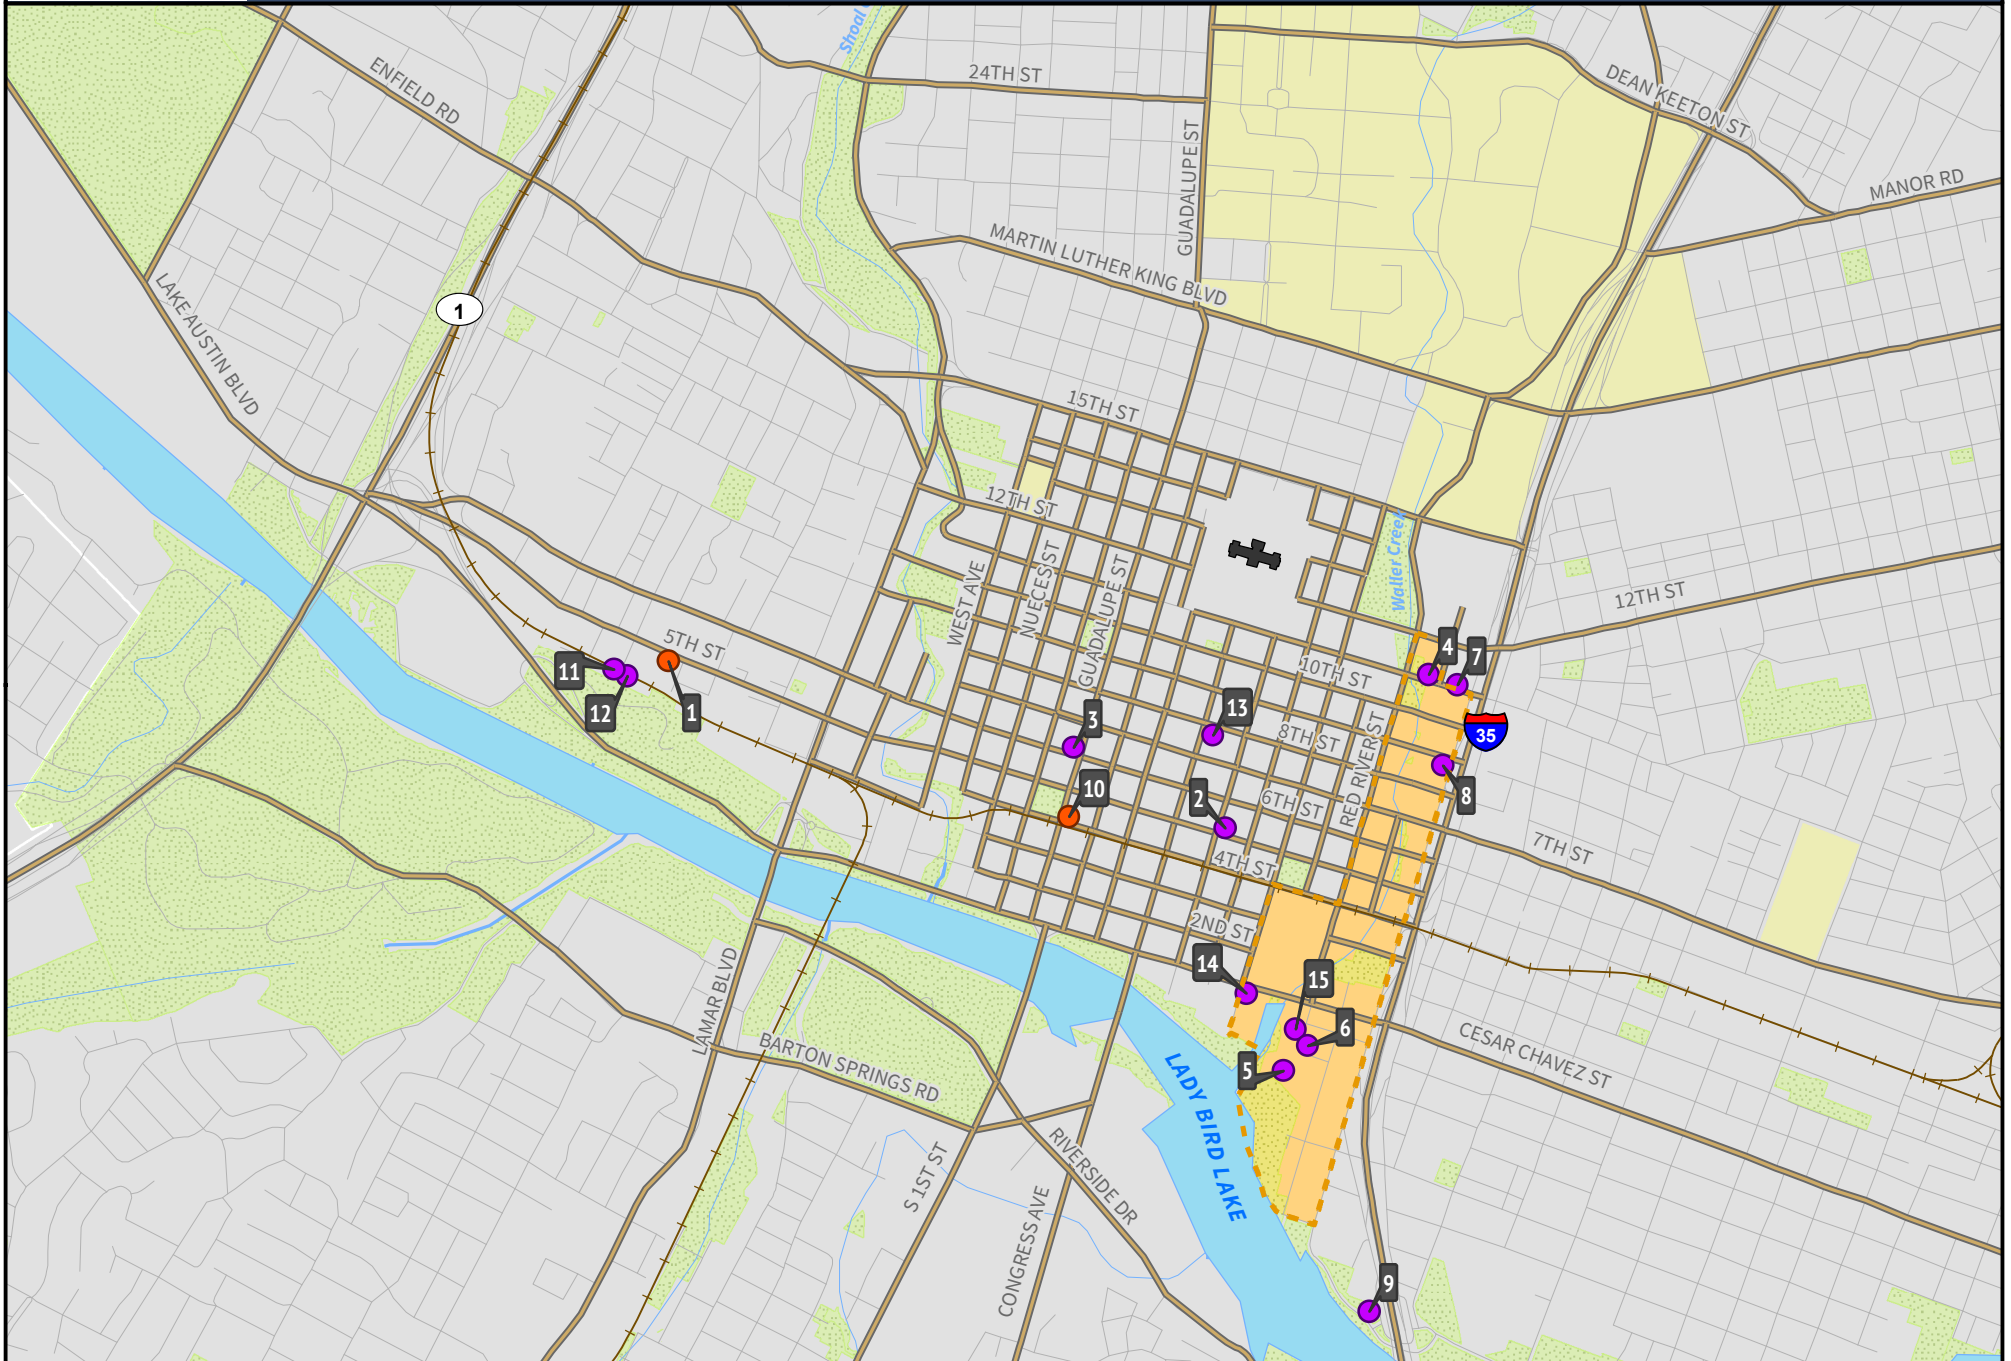 Shoal
24TH ST
ENFIELD RD
DEAN KEETON ST
MANOR RD
GUADALUPE ST
MARTIN LUTHER KING BLVD
LAKE AUSTIN BLVD
1
15TH ST
12TH ST
Waller Creek
12TH ST
WEST AVE
NUECES ST
GUADALUPE ST
5TH ST
10TH ST
4
7
11
12
1
3
13
8TH ST
RED RIVER ST
35
10
2
6TH ST
8
7TH ST
4TH ST
2ND ST
14
15
6
5
LAMAR BLVD
BARTON SPRINGS RD
CESAR CHAVEZ ST
LADY BIRD LAKE
S 1ST ST
RIVERSIDE DR
CONGRESS AVE
9